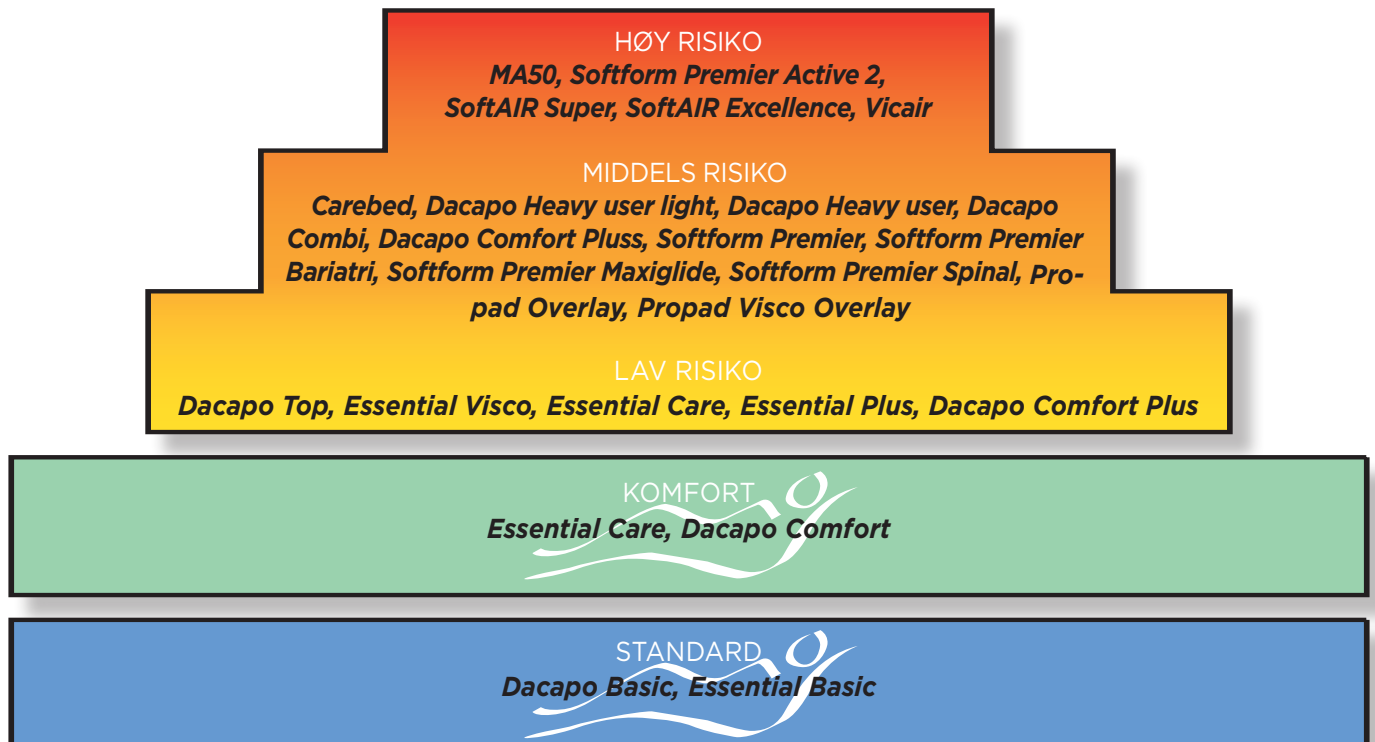 HØY RISIKO
MA50, Softform Premier Active 2,
SoftAIR Super, SoftAIR Excellence, Vicair
MIDDELS RISIKO
Carebed, Dacapo Heavy user light, Dacapo Heavy user, Dacapo
Combi, Dacapo Comfort Pluss, Softform Premier, Softform Premier
Bariatri, Softform Premier Maxiglide, Softform Premier Spinal, Pro-
pad Overlay, Propad Visco Overlay
LAV RISIKO
Dacapo Top, Essential Visco, Essential Care, Essential Plus, Dacapo Comfort Plus
KOMFORT
Essential Care, Dacapo Comfort
STANDARD
Dacapo Basic, Essential Basic